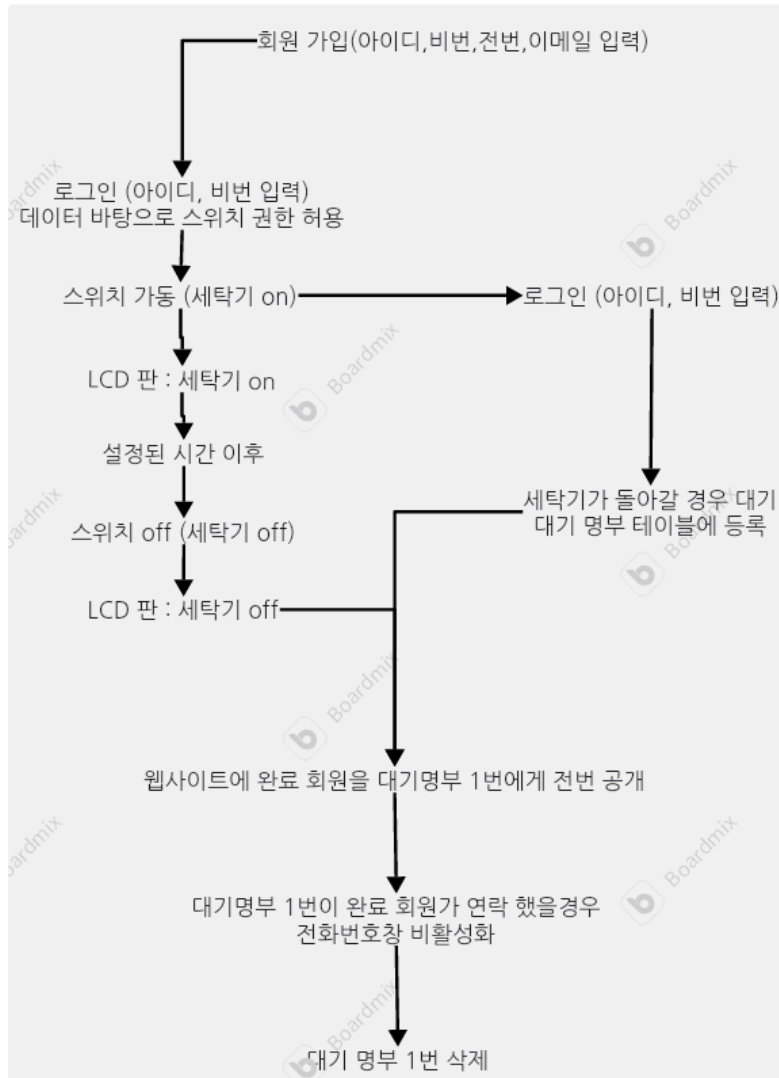 회원 가입(아이디,비번,전번,이메일 입력)
로그인 (아이디, 비번 입력)
데이터 바탕으로 스위치 권한 허용
스위치 가동 (세탁기 on)
로그인 (아이디, 비번 입력)
LCD 판 : 세탁기 on
설정된 시간 이후
세탁기가 돌아갈 경우 대기
대기 명부 테이블에 등록
스위치 off (세탁기 off)
LCD 판 : 세탁기 off
웹사이트에 완료 회원을 대기명부 1번에게 전번 공개
대기명부 1번이 완료 회원가 연락 했을경우
전화번호창 비활성화
대기 명부 1번 삭제
Boardmix
Boardmix
Boardmix
Boardmix
Boardmix
Boardmix
Boardmix